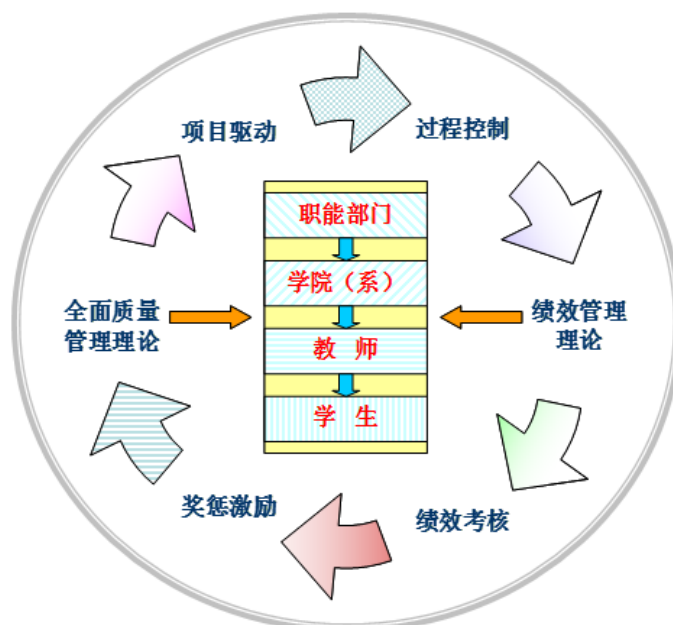 项目驱动
过程控制
职能部门
学院（系）
全面质量
管理理论
绩效管理
理论
教 师
学 生
奖惩激励
绩效考核